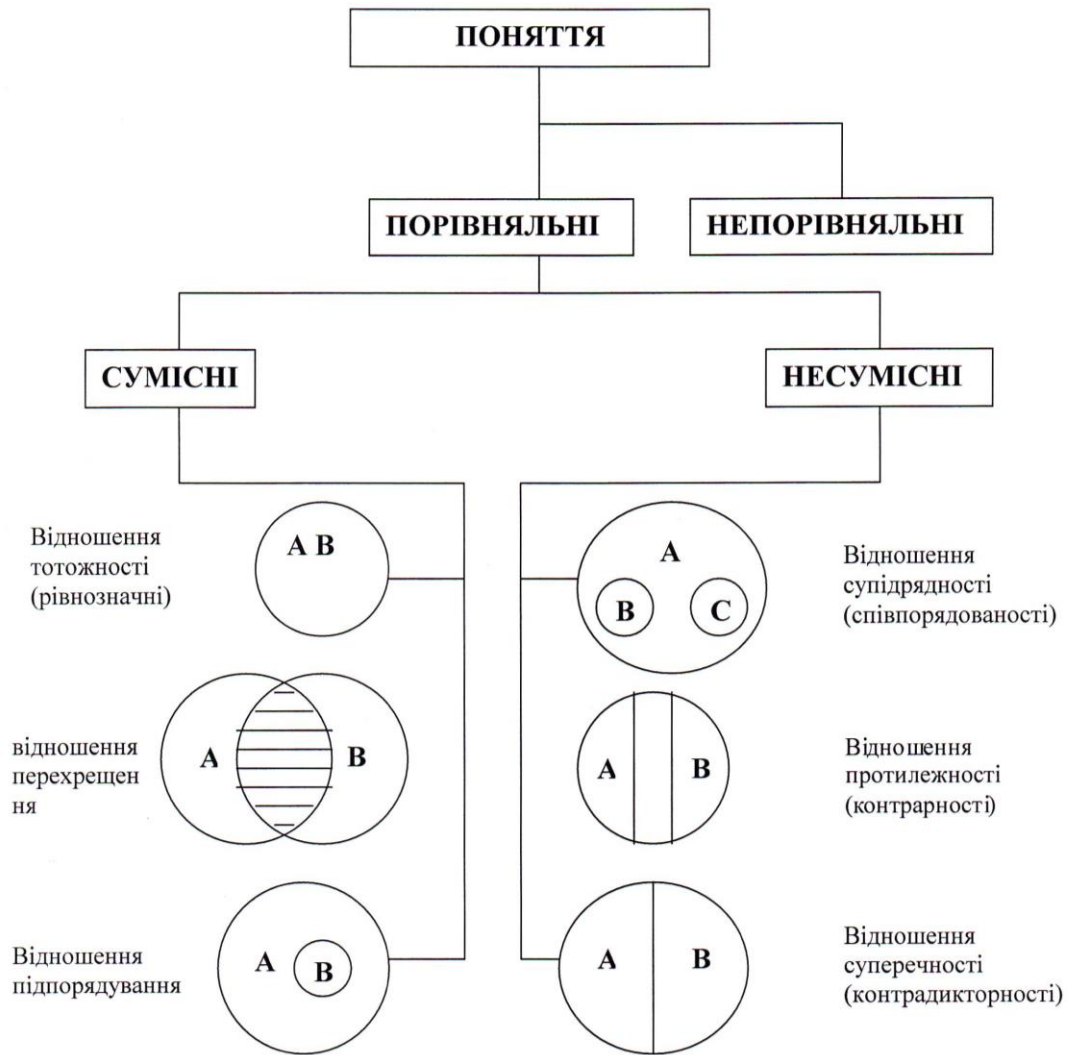 ПОНЯТТЯ
ПОРІВНЯЛЬНІ
НЕПОРІВНЯЛЬНІ
СУМІСНІ
НЕСУМІСНІ
Відношення
тотожності
(рівнозначні)
А В
А
В
С
Відношення
супідрядності
(співпорядованості)
відношення
перехрещен
ня
А
В
А
В
Відношення
протилежності
(контрарності)
Відношення
підпорядування
А
В
А
В
Відношення
суперечності
(контрадикторності)